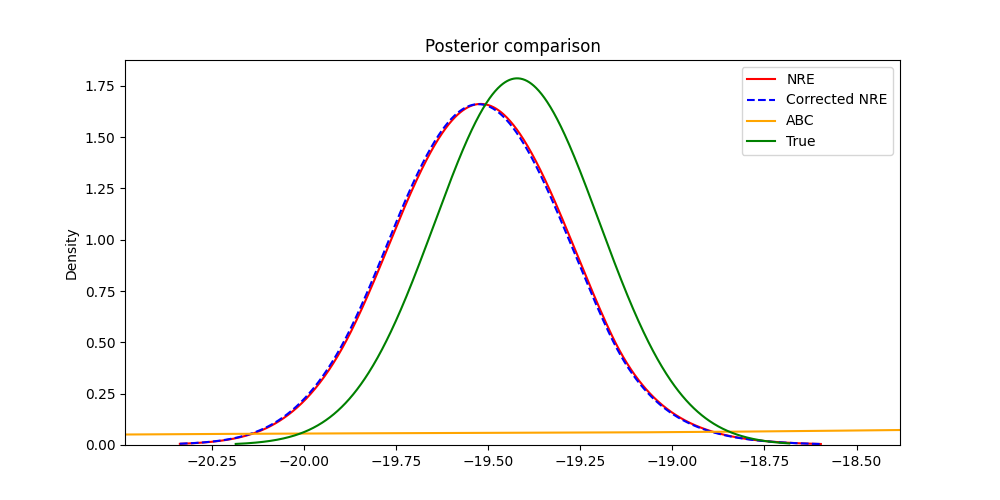 Posterior comparison
NRE
Corrected NRE
ABC
True
Density
1.75
1.50
1.25
1.00
0.75
0.50
0.25
0.00
−20.25
−20.00
−19.75
−19.50
−19.25
−19.00
−18.75
−18.50